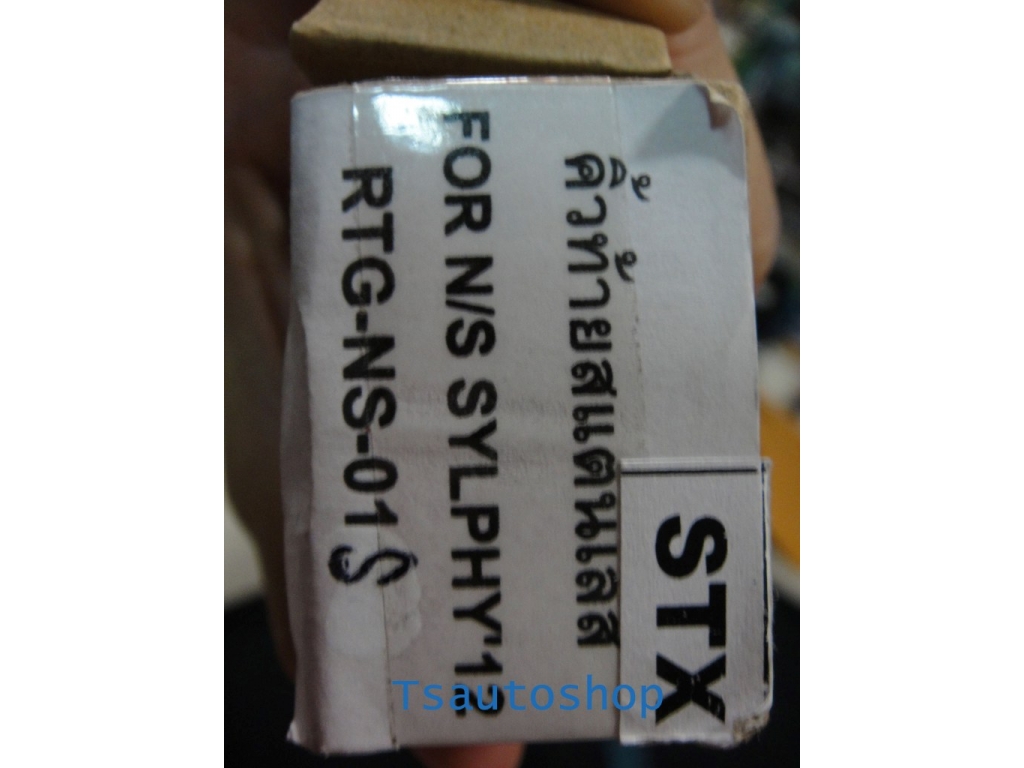 STX
คิ้วท้ายสแตนเลส
FOR N/S SYLPHY'12
RTG-NS-01S
Tsautoshop